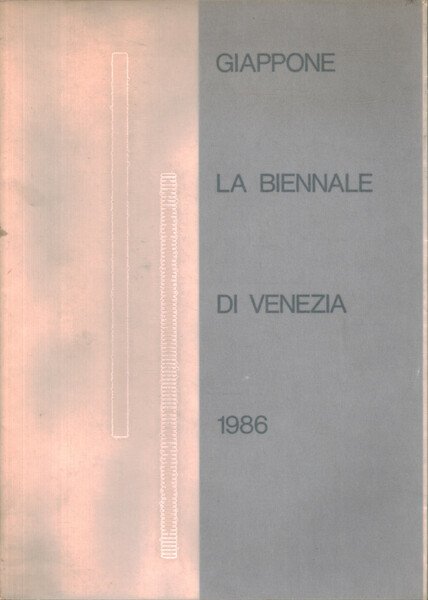 GIAPPONE
LA BIENNALE
DI VENEZIA
1986